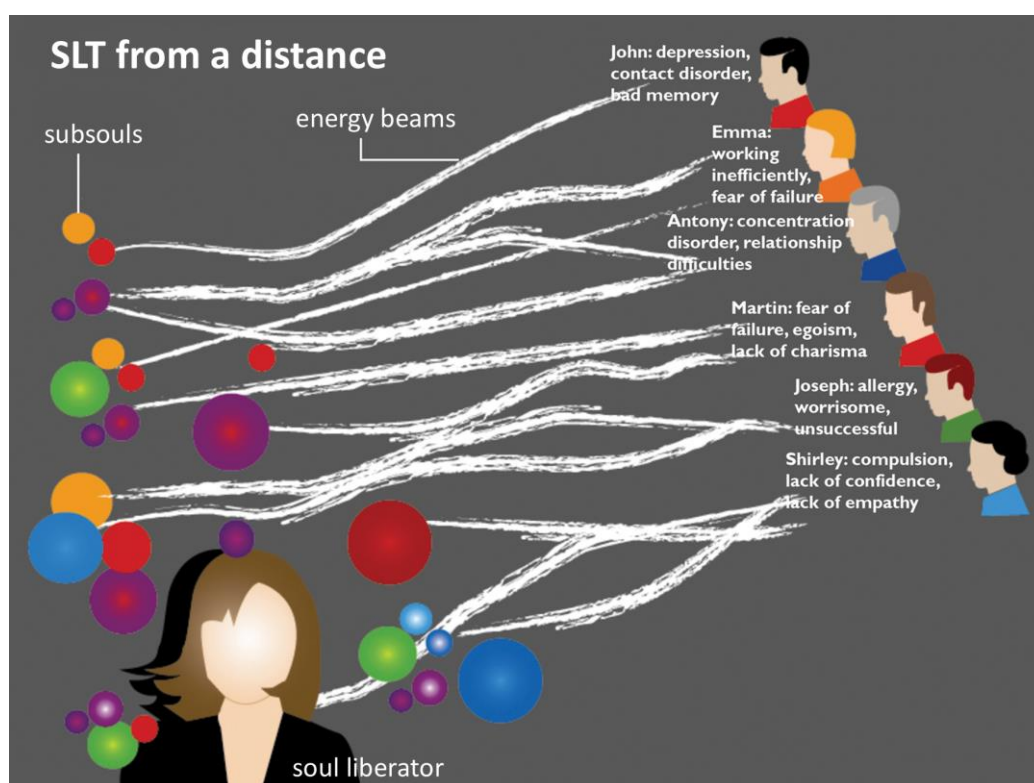 SLT from a distance
subsouls
energy beams
John: depression,
contact disorder,
bad memory
Emma:
working
inefficiently,
fear of failure
Antony: concentration
disorder, relationship
difficulties
Martin: fear of
failure, egoism,
lack of charisma
Joseph: allergy,
worrisome,
unsuccessful
Shirley: compulsion,
lack of confidence,
lack of empathy
soul liberator